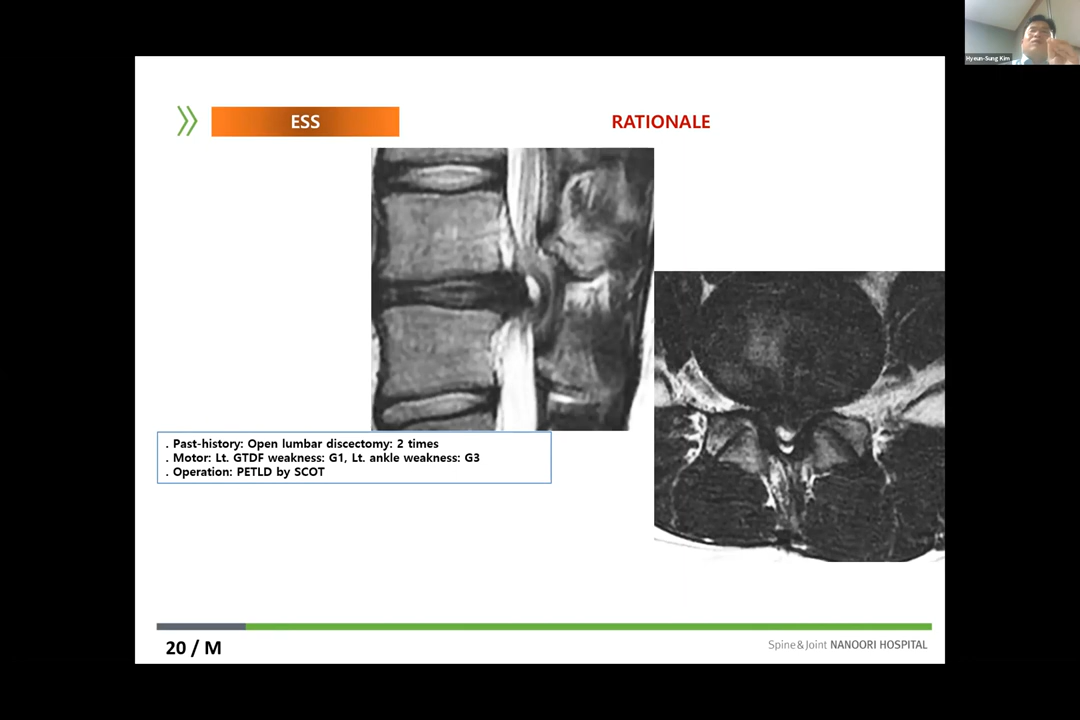 Hyeun-Sung Kim
ESS
RATIONALE
. Past-history: Open lumbar discectomy: 2 times
. Motor: Lt. GTDF weakness: G1, Lt. ankle weakness: G3
. Operation: PETLD by SCOT
20 / M
Spine&Joint NANOORI HOSPITAL